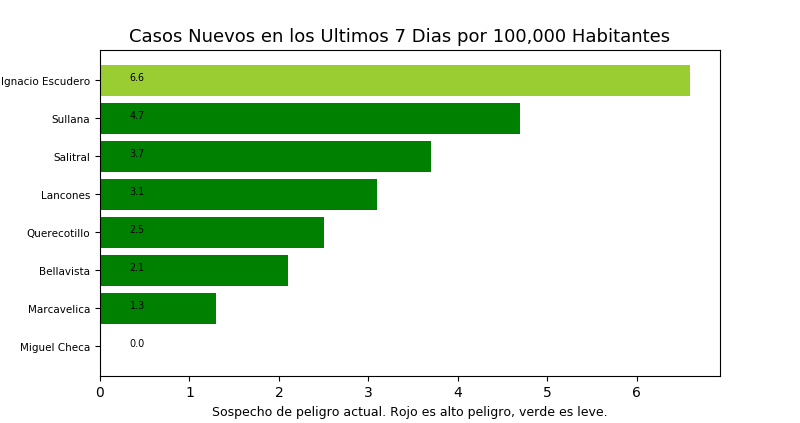 Casos Nuevos en los Ultimos 7 Dias por 100,000 Habitantes
Ignacio Escudero 6.6
Sullana 4.7
Salitral 3.7
Lancones 3.1
Querecotillo 2.5
Bellavista 2.1
Marcavelica 1.3
Miguel Checa 0.0
0 1 2 3 4 5 6
Sospecho de peligro actual. Rojo es alto peligro, verde es leve.